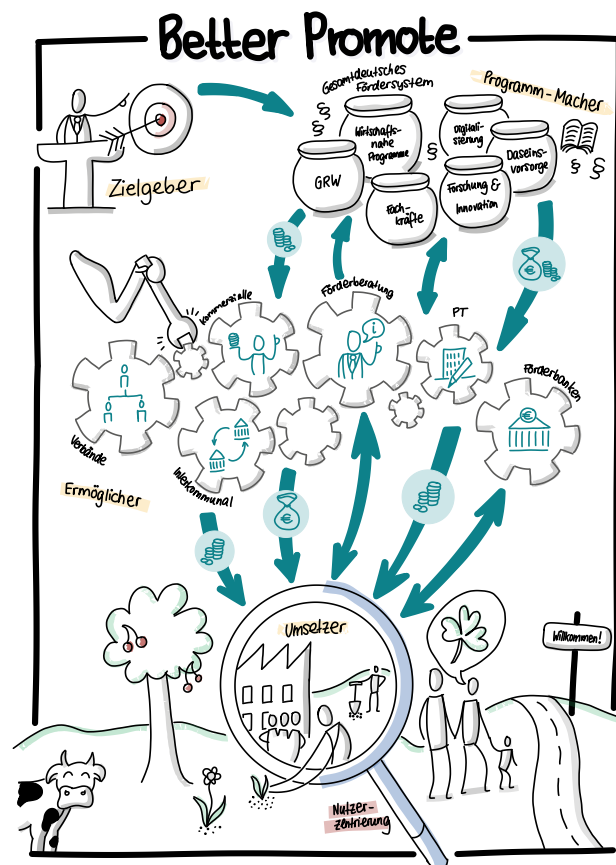 Better Promote
Gesamtdeutsches
Fördersystem
Programm-Macher
Wirtschafts-
nahe
Programme
Digitali-
sierung
Daseins-
vorsorge
GRW
Fach-
kräfte
Forschung &
Innovation
§
§
§
§
§
Zielgeber
Kommerzielle
Förderberatung
i
PT
Förderbanken
€
€
Verbände
Interkommunal
Ermöglicher
€
Umsetzer
Willkommen!
Nutzer-
zentrierung